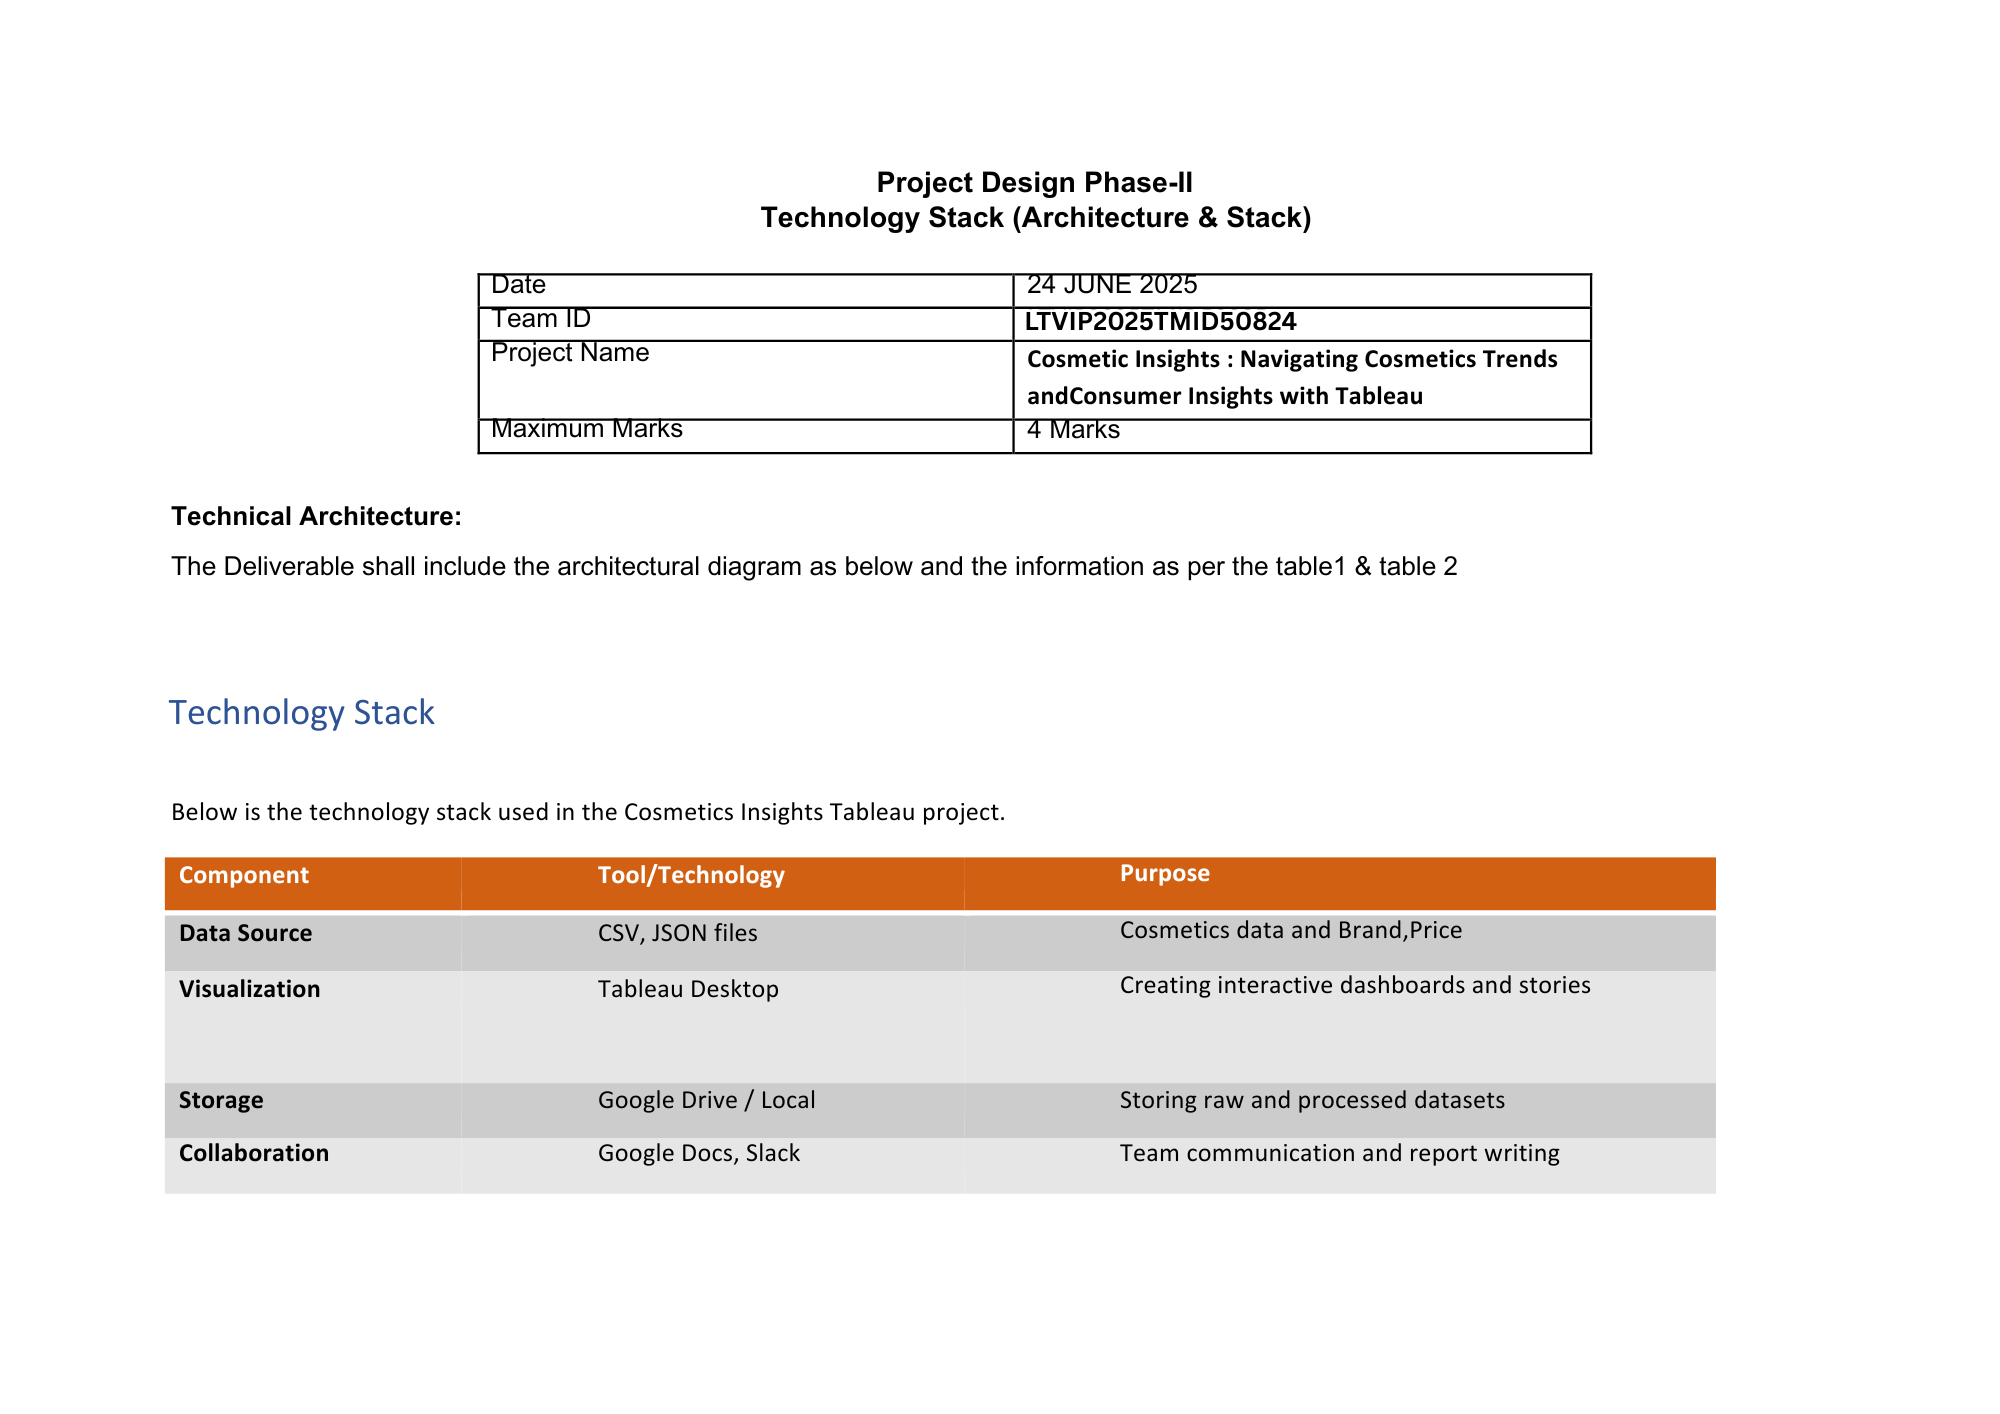 Project Design Phase-II
Technology Stack (Architecture & Stack)
Date 24 JUNE 2025
Team ID LTVIP2025TMID50824
Project Name Cosmetic Insights : Navigating Cosmetics Trends
andConsumer Insights with Tableau
Maximum Marks 4 Marks
Technical Architecture:
The Deliverable shall include the architectural diagram as below and the information as per the table1 & table 2
Technology Stack
Below is the technology stack used in the Cosmetics Insights Tableau project.
Component Tool/Technology Purpose
Data Source CSV, JSON files Cosmetics data and Brand,Price
Visualization Tableau Desktop Creating interactive dashboards and stories
Storage Google Drive / Local Storing raw and processed datasets
Collaboration Google Docs, Slack Team communication and report writing